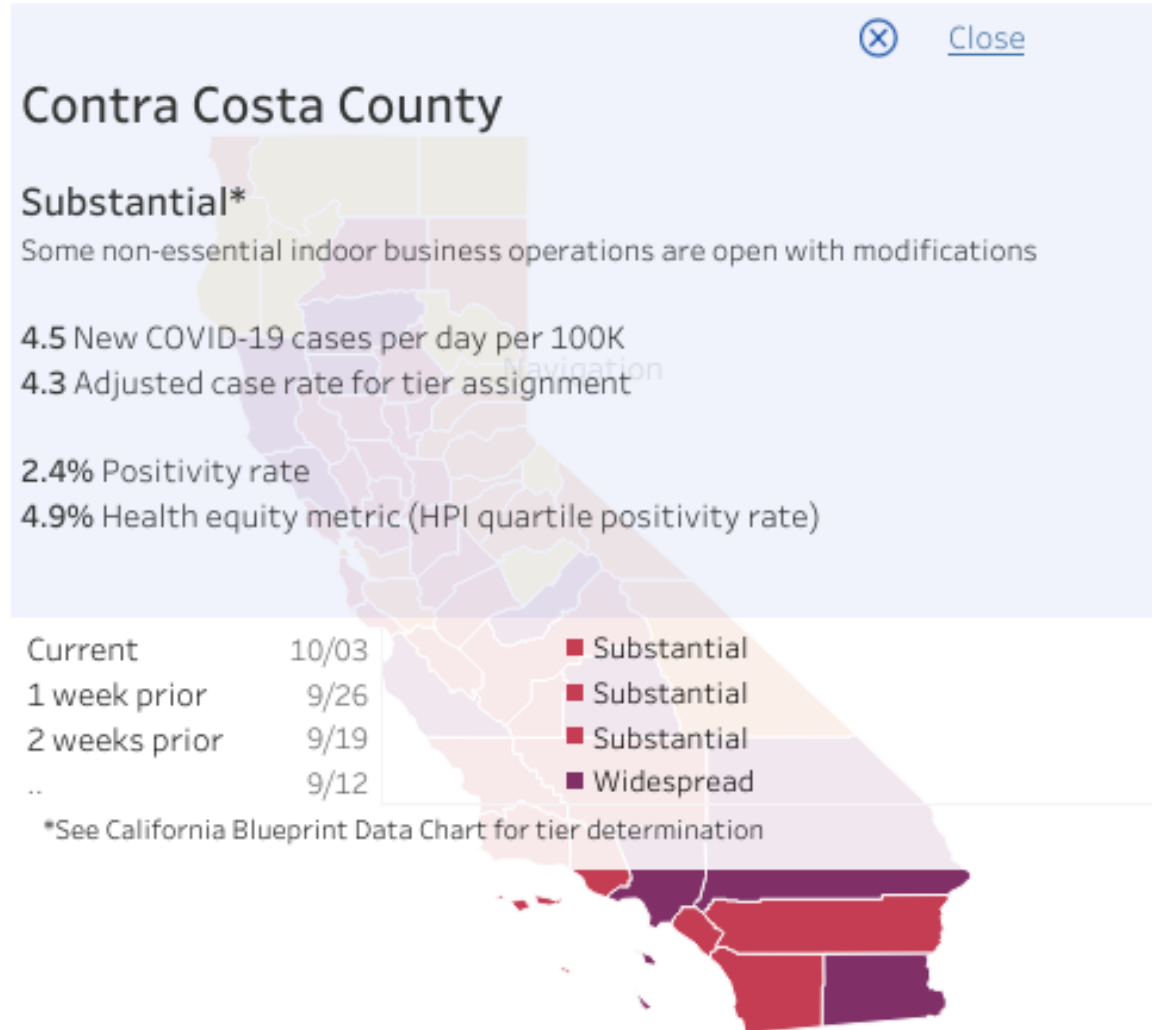 Close
Contra Costa County
Substantial*
Some non-essential indoor business operations are open with modifications
4.5 New COVID-19 cases per day per 100K
Navigation
4.3 Adjusted case rate for tier assignment
2.4% Positivity rate
4.9% Health equity metric (HPI quartile positivity rate)
Current 10/03 Substantial
1 week prior 9/26 Substantial
2 weeks prior 9/19 Substantial
.. 9/12 Widespread
*See California Blueprint Data Chart for tier determination